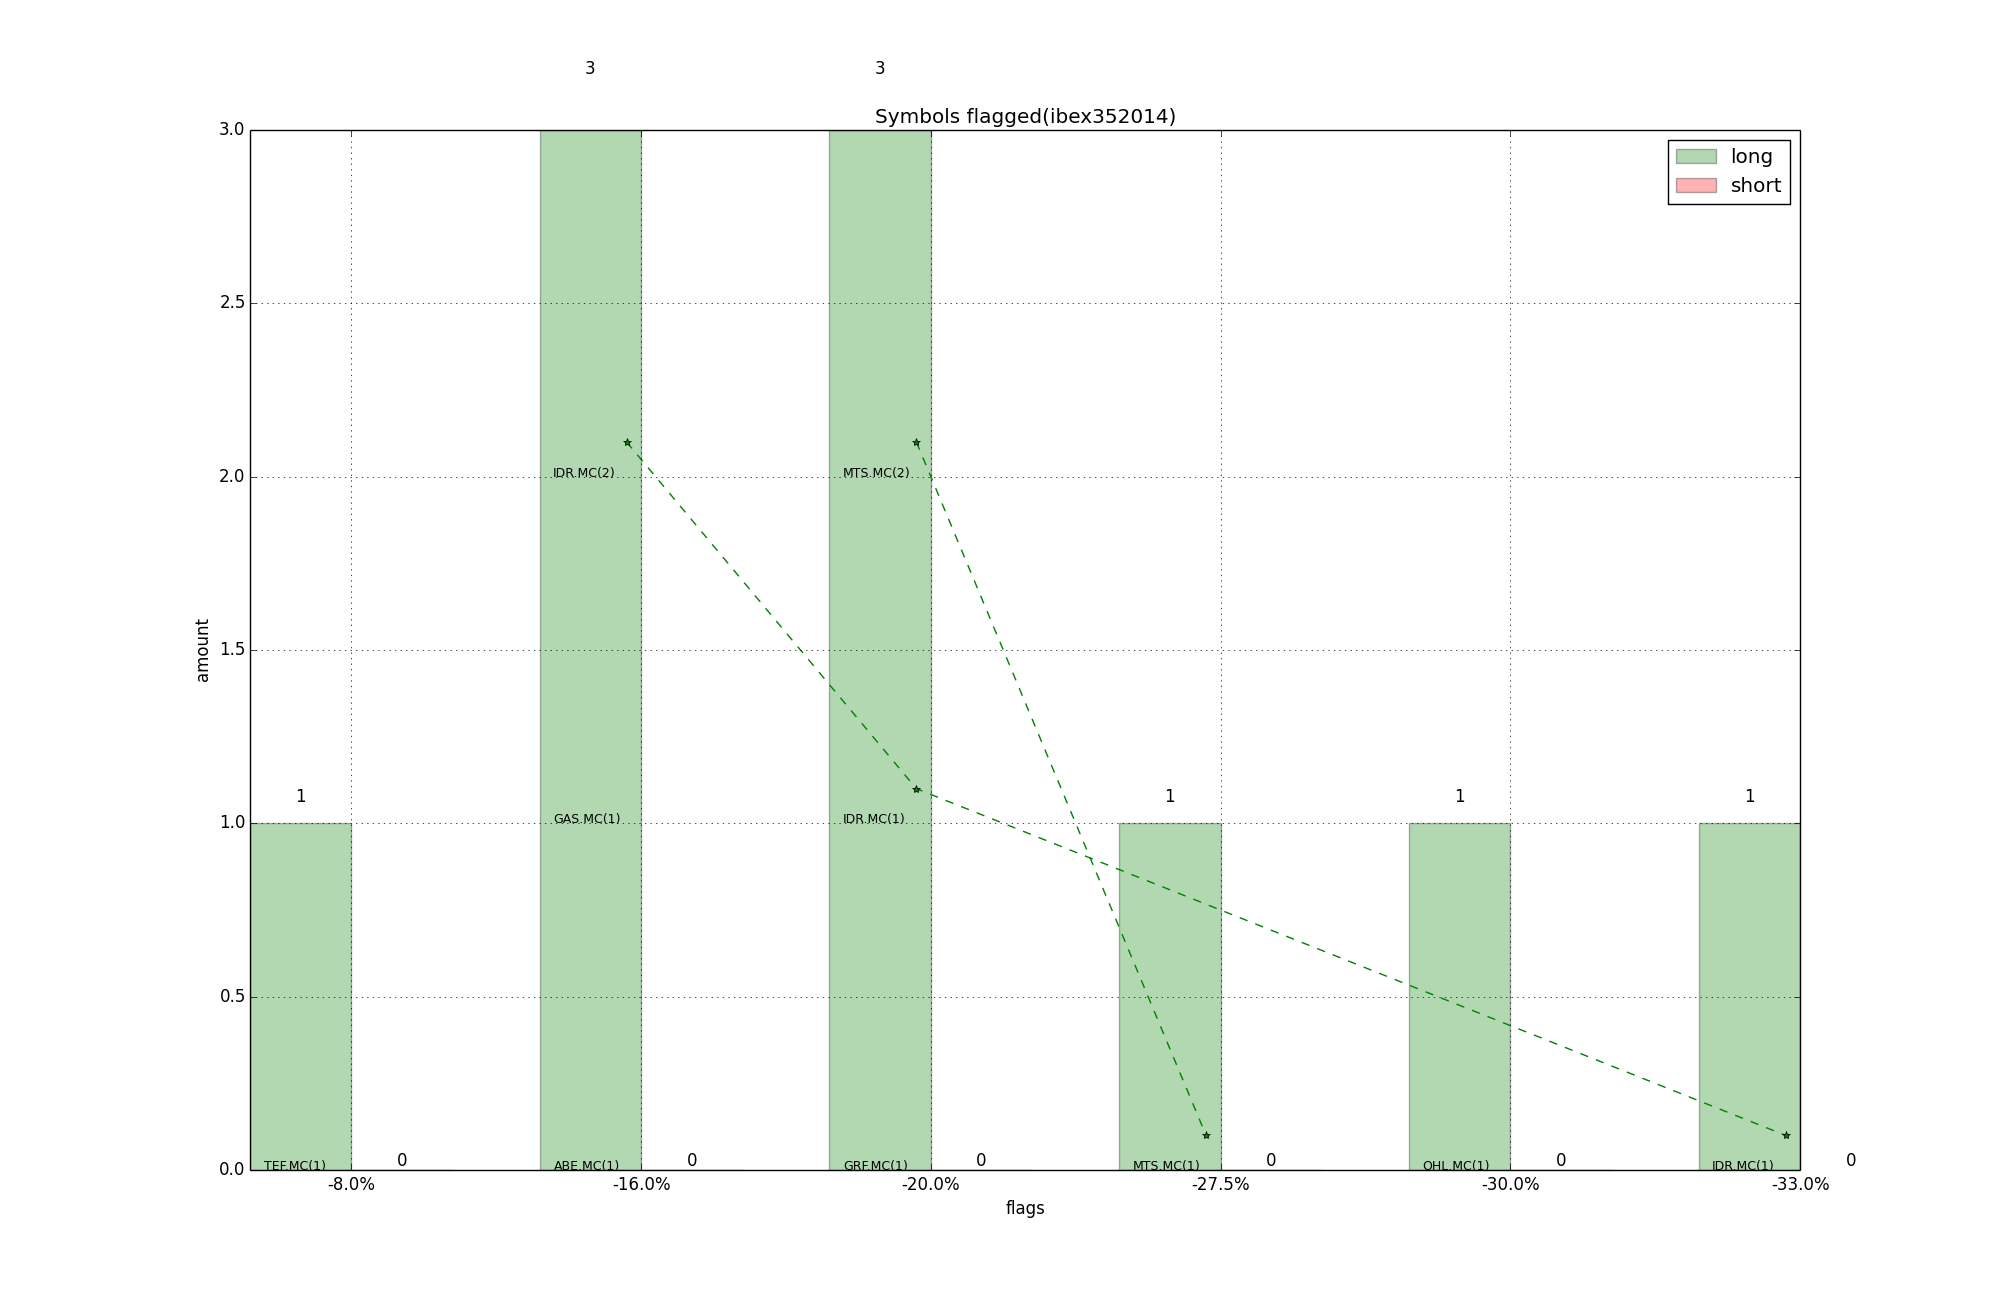 3 3
Symbols flagged(ibex352014)
3.0
long
short
2.5
IDR.MC(2) MTS.MC(2)
2.0
1.5
amount
1 1 1 1
GAS.MC(1) IDR.MC(1)
1.0
0.5
TEF.MC(1) 0 ABE.MC(1) 0 GRF.MC(1) 0 MTS.MC(1) 0 OHL.MC(1) 0 IDR.MC(1) 0
0.0
-8.0% -16.0% -20.0% -27.5% -30.0% -33.0%
flags